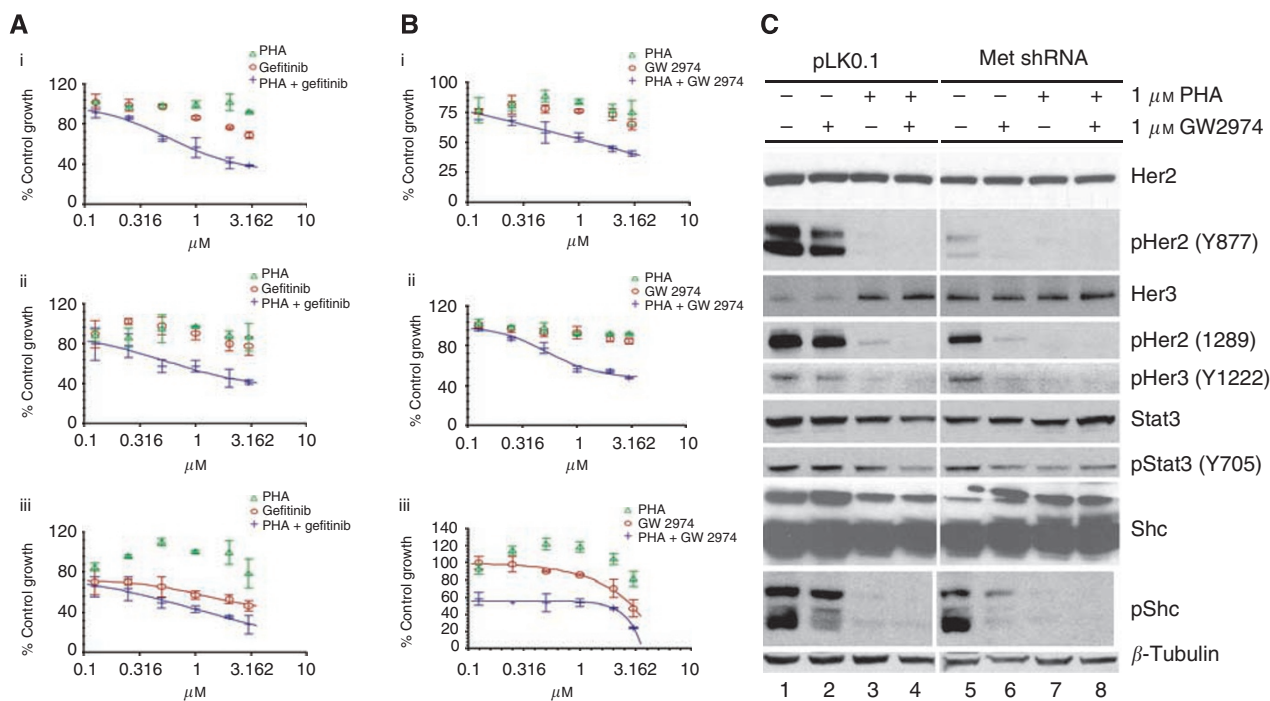 A
i
PHA
Gefitinib
PHA + gefitinib
120
80
40
0
% Control growth
0.1 0.316 1 3.162 10
μM
ii
PHA
Gefitinib
PHA + gefitinib
120
80
40
0
% Control growth
0.1 0.316 1 3.162 10
μM
iii
PHA
Gefitinib
PHA + gefitinib
120
80
40
0
% Control growth
0.1 0.316 1 3.162 10
μM
B
i
PHA
GW 2974
PHA + GW 2974
100
75
50
25
0
% Control growth
0.1 0.316 1 3.162 10
μM
ii
PHA
GW 2974
PHA + GW 2974
120
80
40
0
% Control growth
0.1 0.316 1 3.162 10
μM
iii
PHA
GW 2974
PHA + GW 2974
140
120
100
80
60
40
20
0
% Control growth
0.1 0.316 1 3.162 10
μM
C
pLK0.1 Met shRNA
– – + + – – + + 1 μM PHA
– + – + – + – + 1 μM GW2974
Her2
pHer2 (Y877)
Her3
pHer2 (1289)
pHer3 (Y1222)
Stat3
pStat3 (Y705)
Shc
pShc
β-Tubulin
1 2 3 4 5 6 7 8